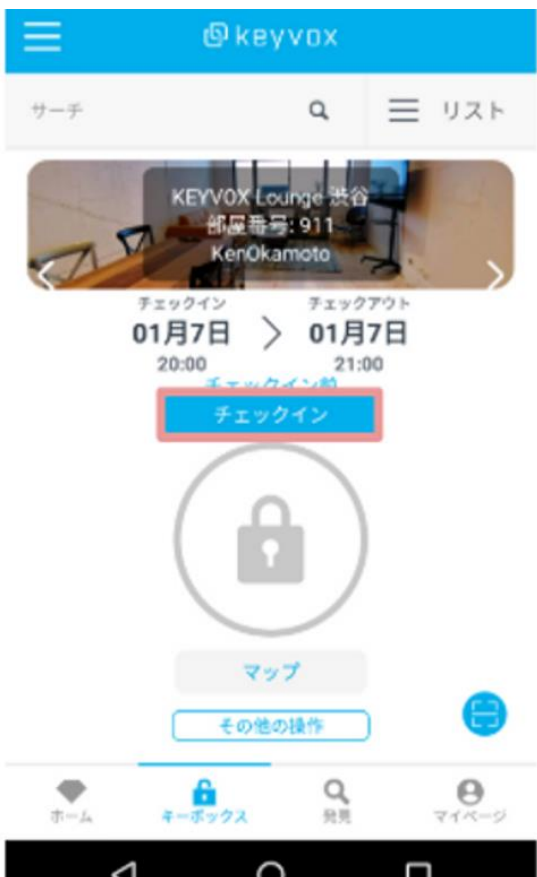 keyvox
サーチ
リスト
KEYVOX Lounge 渋谷
部屋番号: 911
KenOkamoto
チェックイン
チェックアウト
01月7日
01月7日
20:00
21:00
チェックイン前
チェックイン
マップ
その他の操作
ホーム
キーボックス
発見
マイページ